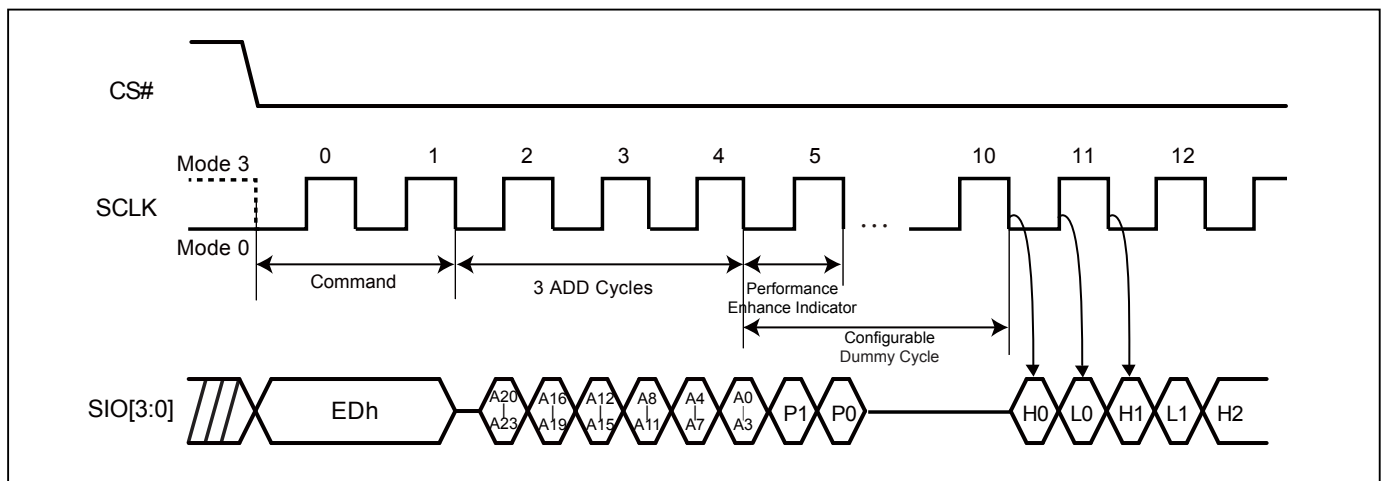 CS#
Mode 3
0 1 2 3 4 5 10 11 12
SCLK
...
Mode 0
Command
3 ADD Cycles
Performance
Enhance Indicator
Configurable
Dummy Cycle
SIO[3:0]
EDh
A20 | A23
A16 | A19
A12 | A15
A8 | A11
A4 | A7
A0 | A3
P1
P0
H0
L0
H1
L1
H2